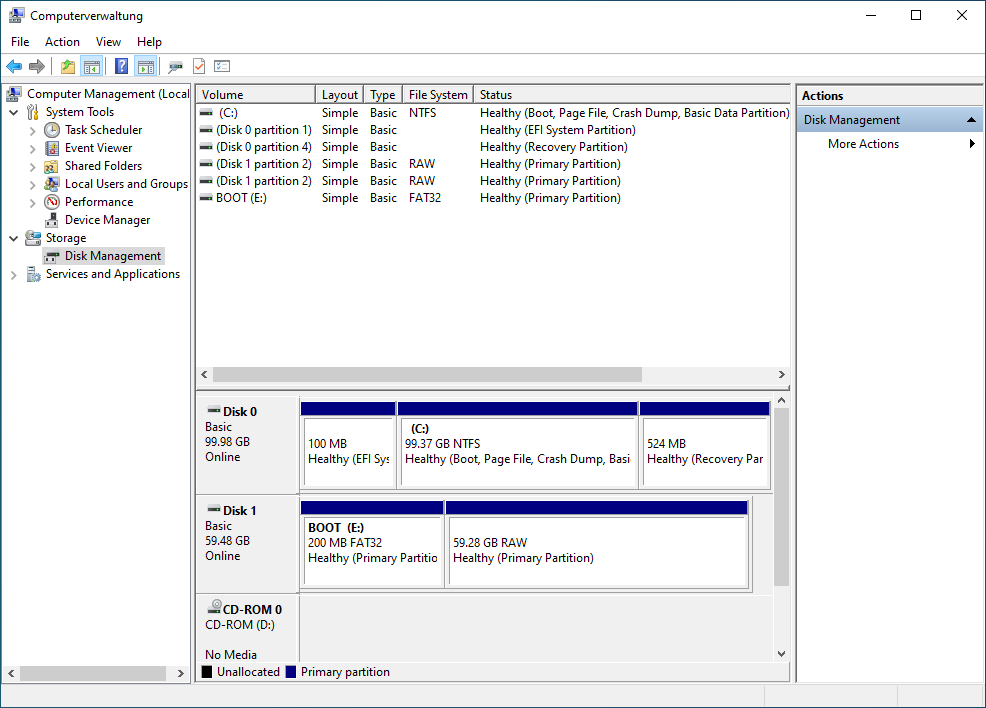 Computerverwaltung
File Action View Help
Computer Management (Local
System Tools
Task Scheduler
Event Viewer
Shared Folders
Local Users and Groups
Performance
Device Manager
Storage
Disk Management
Services and Applications
Volume Layout Type File System Status
(C:) Simple Basic NTFS Healthy (Boot, Page File, Crash Dump, Basic Data Partition)
(Disk 0 partition 1) Simple Basic Healthy (EFI System Partition)
(Disk 0 partition 4) Simple Basic Healthy (Recovery Partition)
(Disk 1 partition 2) Simple Basic RAW Healthy (Primary Partition)
(Disk 1 partition 2) Simple Basic RAW Healthy (Primary Partition)
BOOT (E:) Simple Basic FAT32 Healthy (Primary Partition)
Disk 0
Basic
99.98 GB
Online
100 MB
Healthy (EFI Sys
(C:)
99.37 GB NTFS
Healthy (Boot, Page File, Crash Dump, Basi
524 MB
Healthy (Recovery Par
Disk 1
Basic
59.48 GB
Online
BOOT (E:)
200 MB FAT32
Healthy (Primary Partitio
59.28 GB RAW
Healthy (Primary Partition)
CD-ROM 0
CD-ROM (D:)
No Media
Unallocated Primary partition
Actions
Disk Management
More Actions